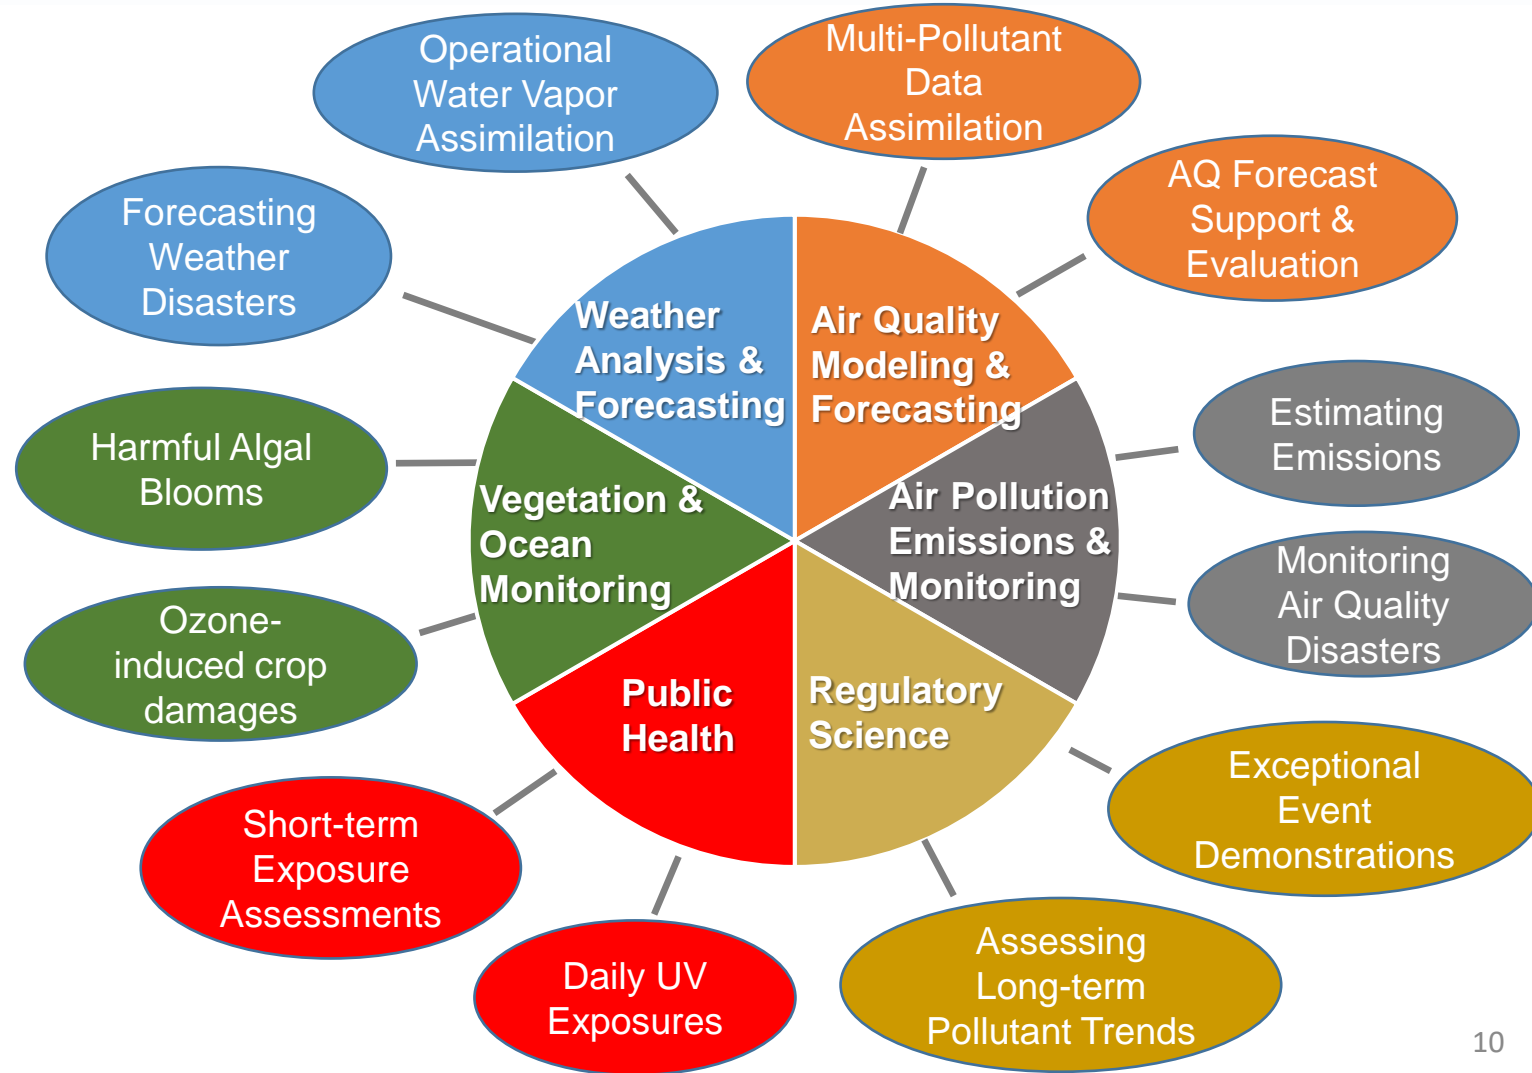 Operational
Water Vapor
Assimilation
Multi-Pollutant
Data
Assimilation
AQ Forecast
Support &
Evaluation
Forecasting
Weather
Disasters
Weather
Analysis &
Forecasting
Air Quality
Modeling &
Forecasting
Estimating
Emissions
Harmful Algal
Blooms
Vegetation &
Ocean
Monitoring
Air Pollution
Emissions &
Monitoring
Monitoring
Air Quality
Disasters
Ozone-
induced crop
damages
Public
Health
Regulatory
Science
Exceptional
Event
Demonstrations
Short-term
Exposure
Assessments
Daily UV
Exposures
Assessing
Long-term
Pollutant Trends
10